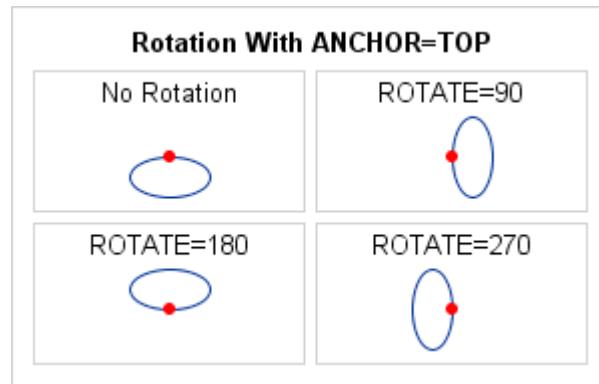 Rotation With ANCHOR=TOP
No Rotation
ROTATE=90
ROTATE=180
ROTATE=270